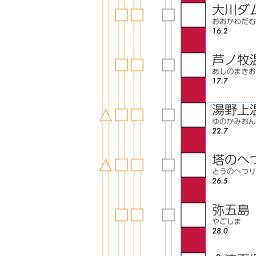 大川ダム
おおかわだむ
16.2
芦ノ牧温
あしのまきお
17.7
湯野上温
ゆのかみおん
22.7
塔のへつ
とうのへつり
26.5
弥五島
やごしま
28.0